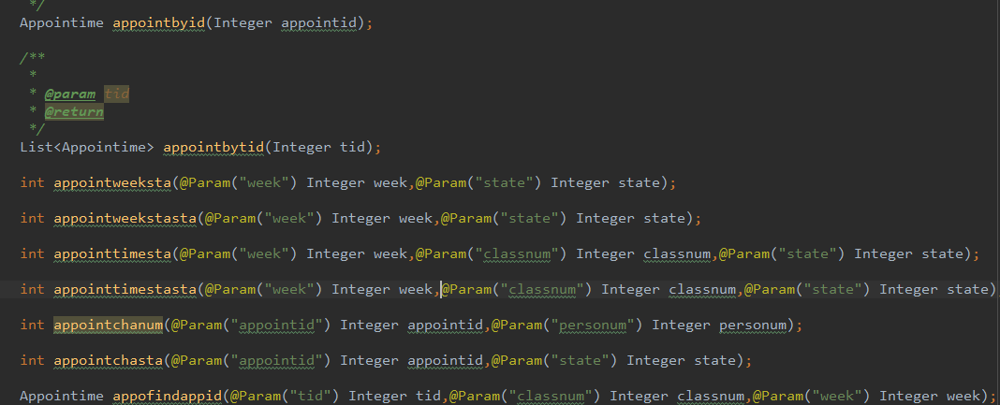 */
Appointime appointbyid(Integer appointid);
/**
*
* @param tid
* @return
*/
List<Appointime> appointbytid(Integer tid);
int appointweeksta(@Param("week") Integer week,@Param("state") Integer state);
int appointweekstasta(@Param("week") Integer week,@Param("state") Integer state);
int appointtimesta(@Param("week") Integer week,@Param("classnum") Integer classnum,@Param("state") Integer state);
int appointtimestasta(@Param("week") Integer week,@Param("classnum") Integer classnum,@Param("state") Integer state)
int appointchanum(@Param("appointid") Integer appointid,@Param("personum") Integer personum);
int appointchasta(@Param("appointid") Integer appointid,@Param("state") Integer state);
Appointime appofindappid(@Param("tid") Integer tid,@Param("classnum") Integer classnum,@Param("week") Integer week);